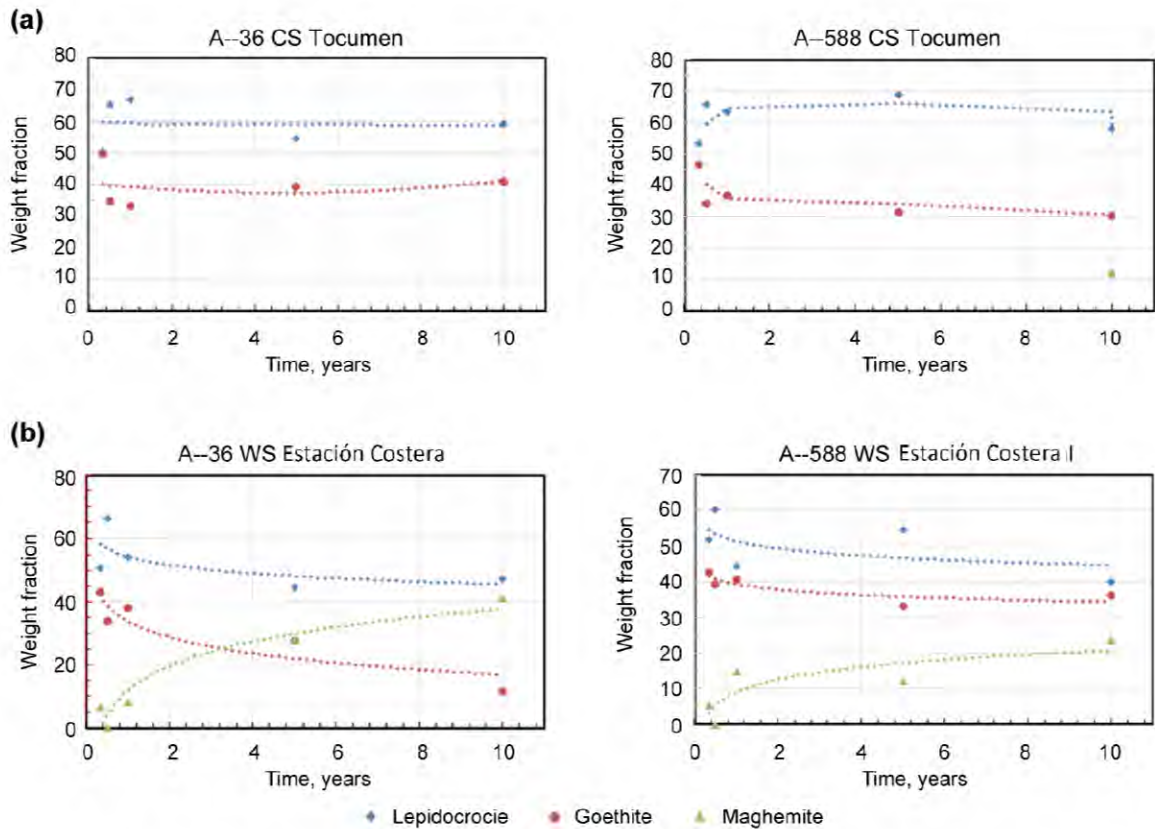 (a)
A--36 CS Tocumen
80
70
60
50
40
30
20
10
0
Weight fraction
0 2 4 6 8 10
Time, years
A--588 CS Tocumen
80
70
60
50
40
30
20
10
0
Weight fraction
0 2 4 6 8 10
Time, years
(b)
A--36 WS Estación Costera
80
60
40
20
0
Weight fraction
0 2 4 6 8 10
Time, years
A--588 WS Estación Costera I
70
60
50
40
30
20
10
0
Weight fraction
0 2 4 6 8 10
Time, years
Lepidocrocie Goethite Maghemite